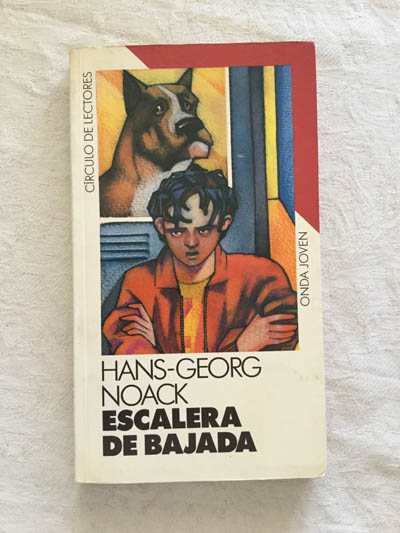 CÍRCULO DE LECTORES
ONDA JOVEN
HANS-GEORG
NOACK
ESCALERA
DE BAJADA